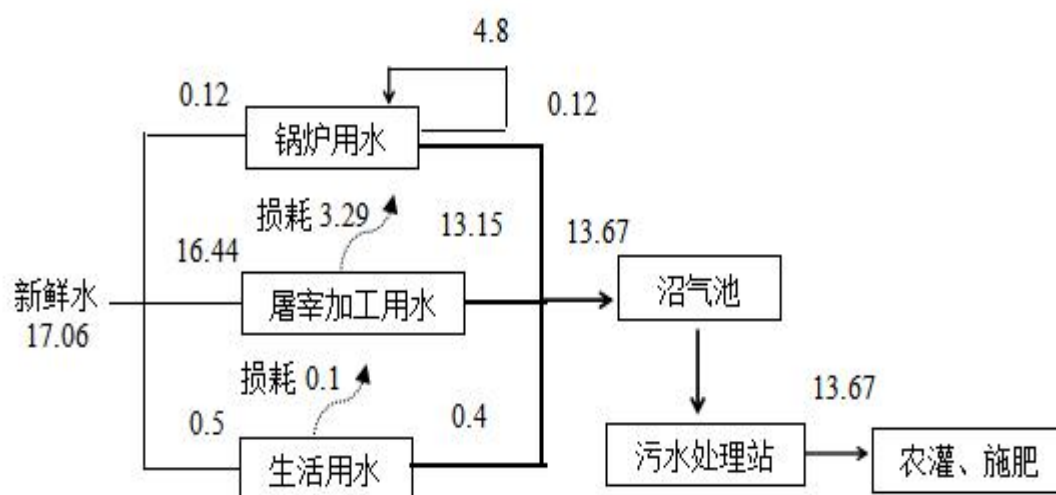 4.8
0.12
0.12
锅炉用水
损耗 3.29
13.15
16.44
13.67
新鲜水
17.06
屠宰加工用水
沼气池
损耗 0.1
0.5
0.4
13.67
生活用水
污水处理站
农灌、施肥